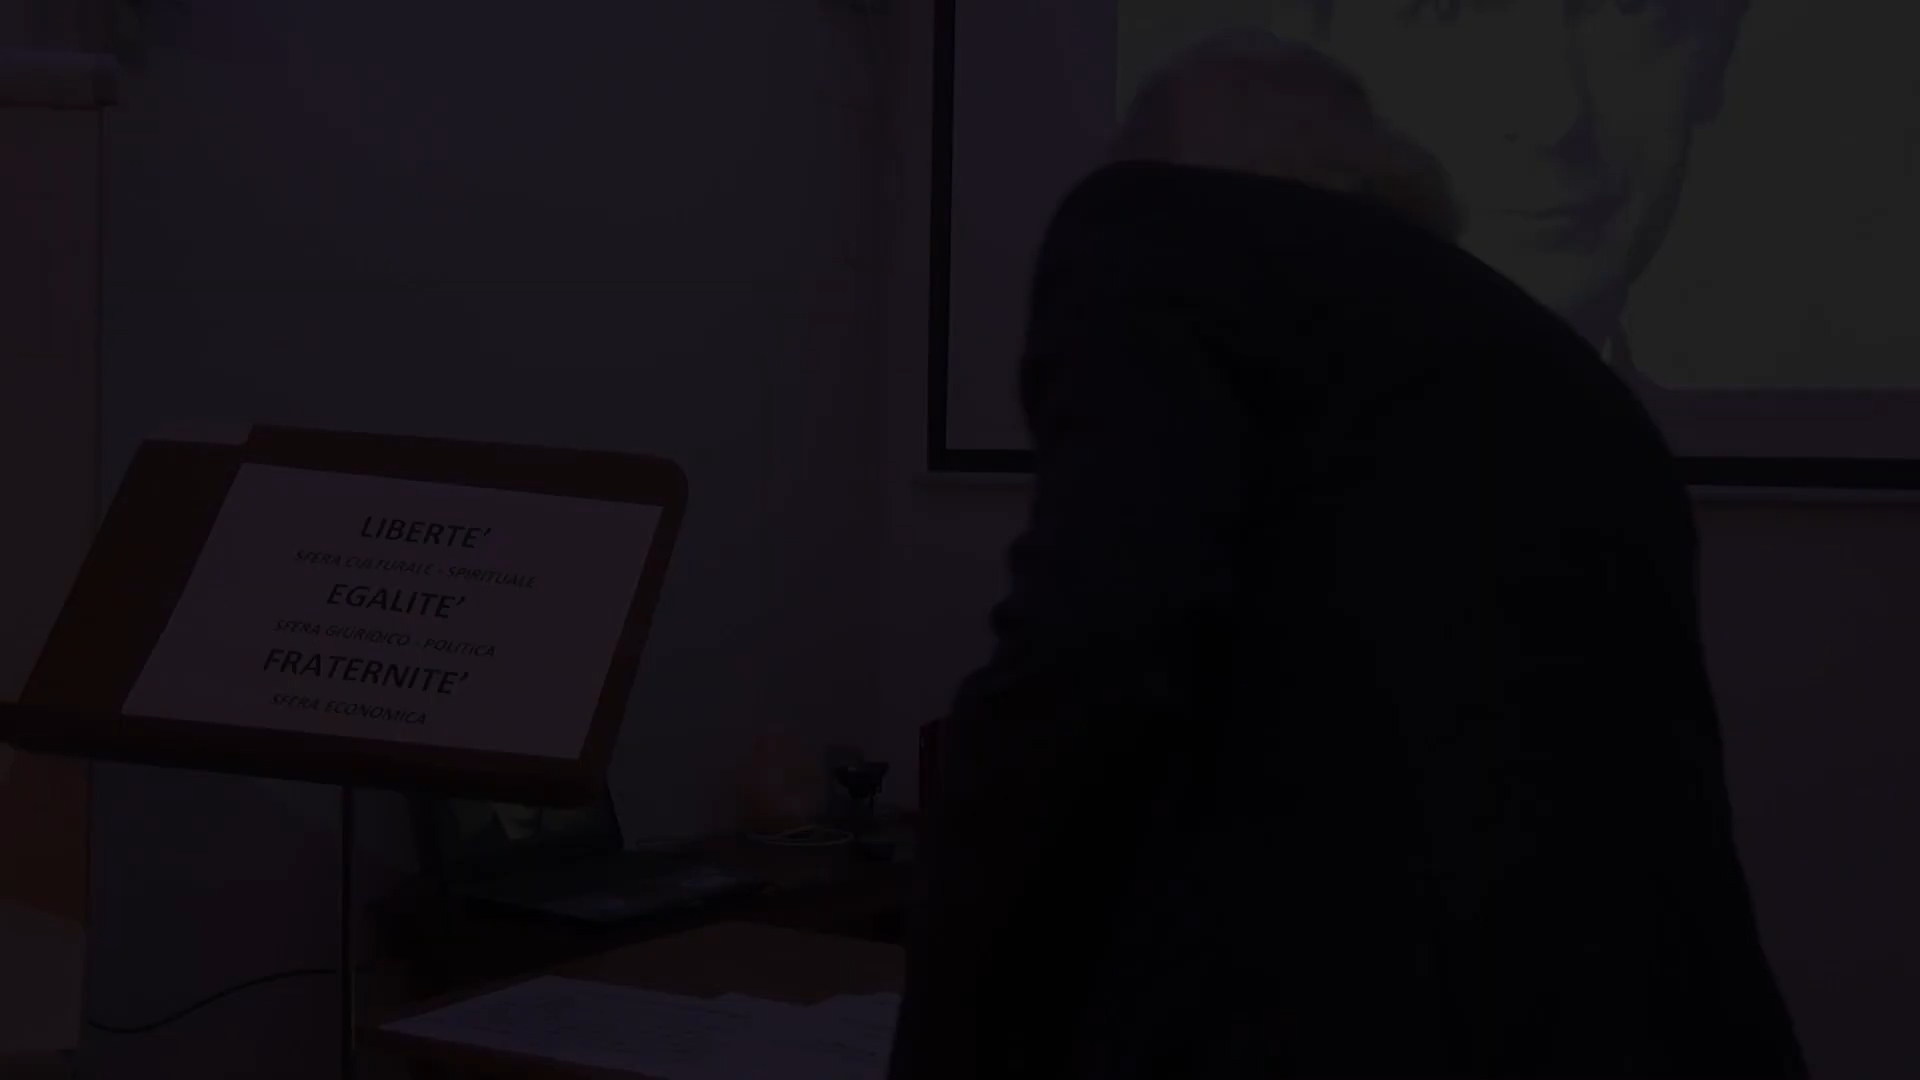 LIBERTE'
SFERA CULTURALE - SPIRITUALE
EGALITE'
SFERA GIURIDICO - POLITICA
FRATERNITE'
SFERA ECONOMICA